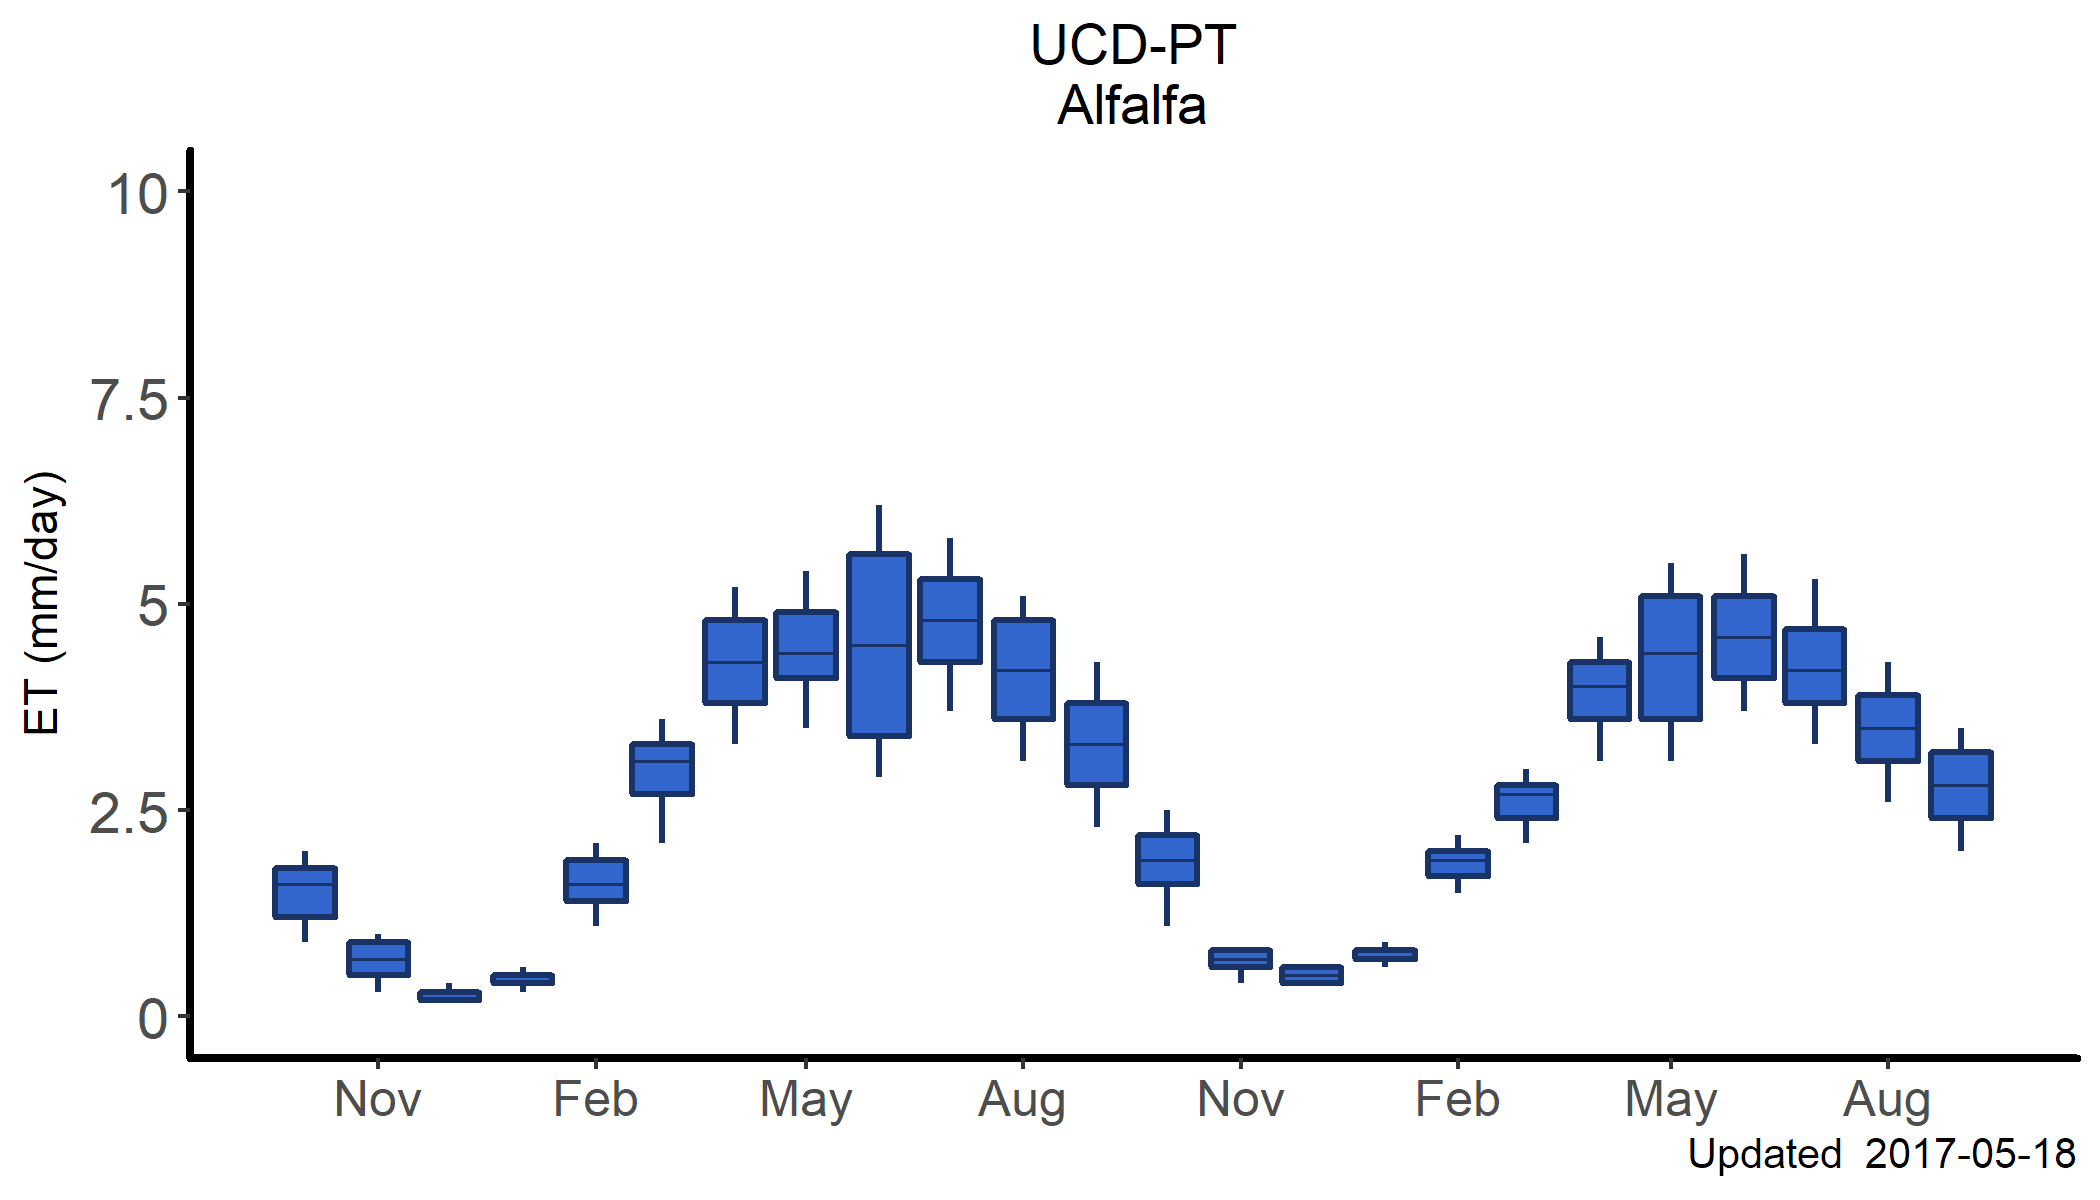 UCD-PT
Alfalfa
10
7.5
5
2.5
0
ET (mm/day)
Nov Feb May Aug Nov Feb May Aug
Updated 2017-05-18